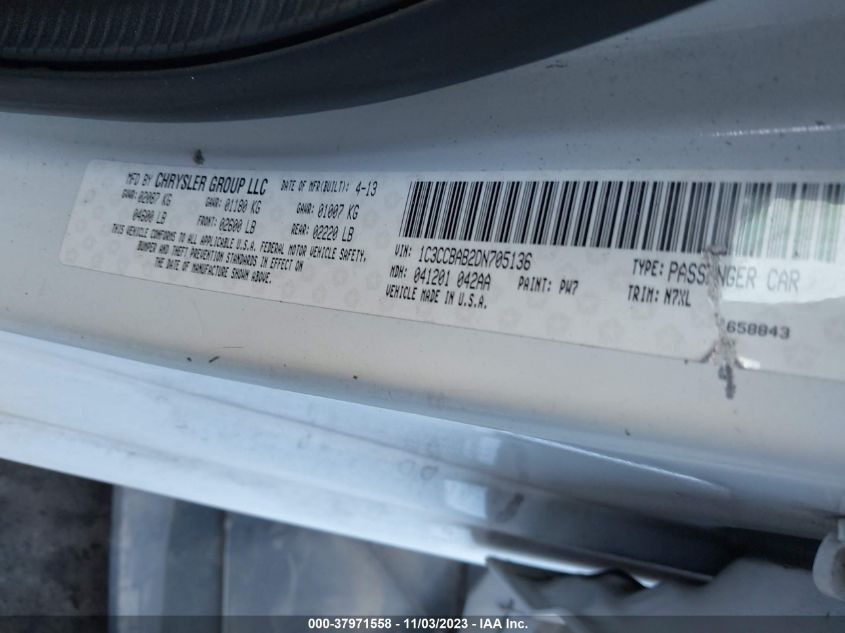 MFD BY CHRYSLER GROUP LLC DATE OF MFR(BUILT): 4-13
GVWR: 02087 KG GAWR: 01180 KG GAWR: 01007 KG
04600 LB FRONT: 02600 LB REAR: 02220 LB
THIS VEHICLE CONFORMS TO ALL APPLICABLE U.S.A. FEDERAL MOTOR VEHICLE SAFETY,
BUMPER AND THEFT PREVENTION STANDARDS IN EFFECT ON
THE DATE OF MANUFACTURE SHOWN ABOVE.
VIN: 1C3CCBAB2DN705136 TYPE: PASSENGER CAR
MDH: 041201 042AA PAINT: PW7 TRIM: N7XL
VEHICLE MADE IN U.S.A.
658843
4
000-37971558 - 11/03/2023 - IAA Inc.